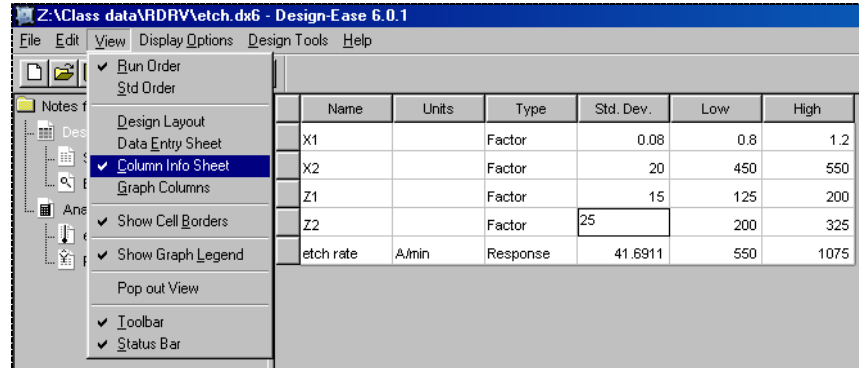 Z:\Class data\RDRV\etch.dx6 - Design-Ease 6.0.1
File Edit View Display Options Design Tools Help
Run Order
Std Order
Design Layout
Data Entry Sheet
Column Info Sheet
Graph Columns
Show Cell Borders
Show Graph Legend
Pop out View
Toolbar
Status Bar
Notes f
Des
Ana
Name Units Type Std. Dev. Low High
X1 Factor 0.08 0.8 1.2
X2 Factor 20 450 550
Z1 Factor 15 125 200
Z2 Factor 25 200 325
etch rate A/min Response 41.6911 550 1075